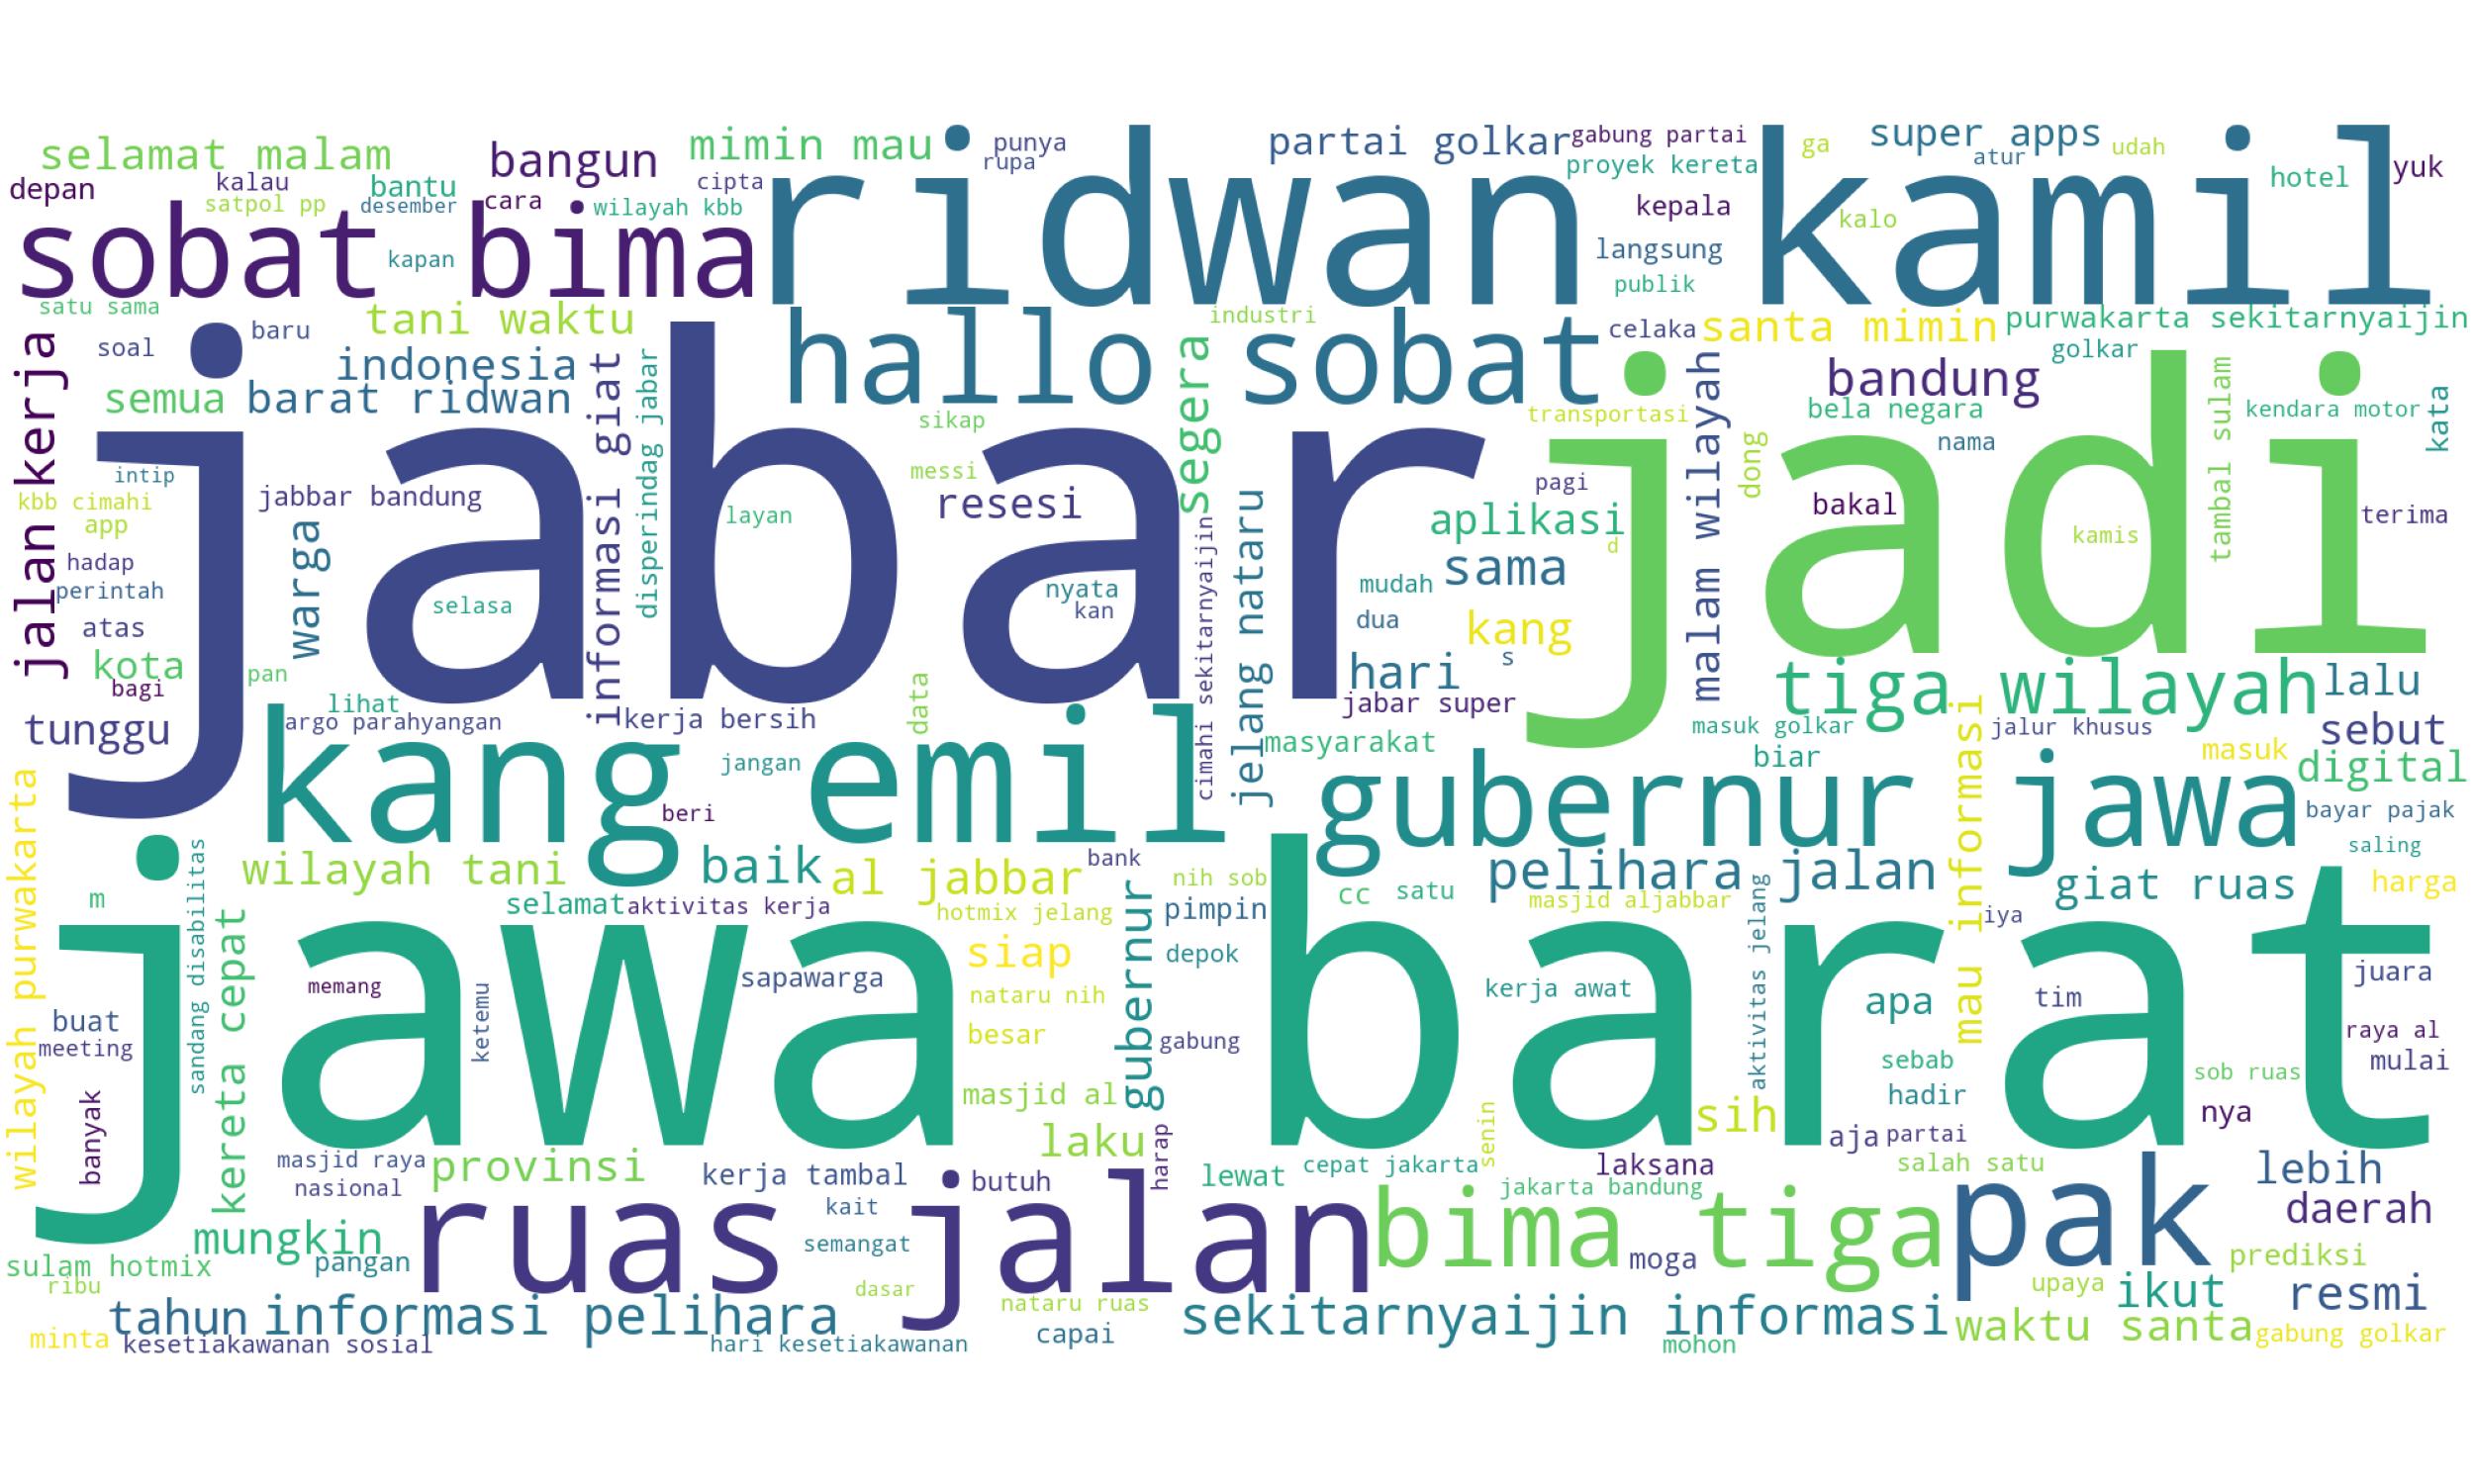 selamat malam
bangun
mimin mau
punya
rupa
ridwan kamil
partai golkar
gabung partai
proyek kereta
ga
super apps
atur
udah
hotel
yuk
depan
kalau
satpol pp
bantu
desember
cara
cipta
wilayah kbb
kepala
kalo
langsung
publik
sobat bima
kapan
satu sama
soal
baru
tani waktu
hallo sobat
industri
celaka
santa mimin
purwakarta sekitarnyaijin
golkar
jalan kerja
indonesia
semua
barat ridwan
informasi giat
disperindag jabar
segera
malam wilayah
bandung
bela negara
nama
tambal sulam
kendara motor
kata
jabar
jadi
sikap
transportasi
dong
intip
kbb cimahi
app
jabbar bandung
messi
resesi
pagi
aplikasi
d
bakal
kamis
terima
hadap
perintah
warga
layan
selasa
nyata
kan
cimahi sekitarnyaijin
jelang nataru
mudah
sama
dua
kang
atas
kota
bagi
pan
tunggu
lihat
argo parahyangan
kerja bersih
data
hari
s
jabar super
tiga wilayah
lalu
masuk golkar
jalur khusus
sebut
kang emil
jangan
beri
masyarakat
biar
masuk
digital
gubernur jawa
mau informasi
bayar pajak
saling
wilayah purwakarta
m
sandang disabilitas
wilayah tani
baik
al jabbar
bank
pelihara jalan
giat ruas
harga
selamat
aktivitas kerja
hotmix jelang
nih sob
pimpin
cc
satu
masjid aljabbar
iya
jawa barat
kereta cepat
memang
ketemu
sapawarga
siap
gubernur
depok
kerja awat
aktivitas jelang
apa
tim
juara
buat
meeting
nataru nih
besar
gabung
sebab
raya al
mulai
banyak
masjid al
hadir
sob ruas
nya
sih
laku
harap
senin
aja
partai
masjid raya
nasional
provinsi
kerja tambal
butuh
lewat
cepat jakarta
laksana
salah satu
lebih
jakarta bandung
daerah
mungkin
ruas jalan
kait
semangat
bima tiga
moga
pak
sulam hotmix
ribu
pangan
dasar
prediksi
upaya
ikut
resmi
tahun
informasi pelihara
nataru ruas
capai
sekitarnyaijin informasi
waktu santa
gabung golkar
minta
kesetiakawanan sosial
hari kesetiakawanan
mohon